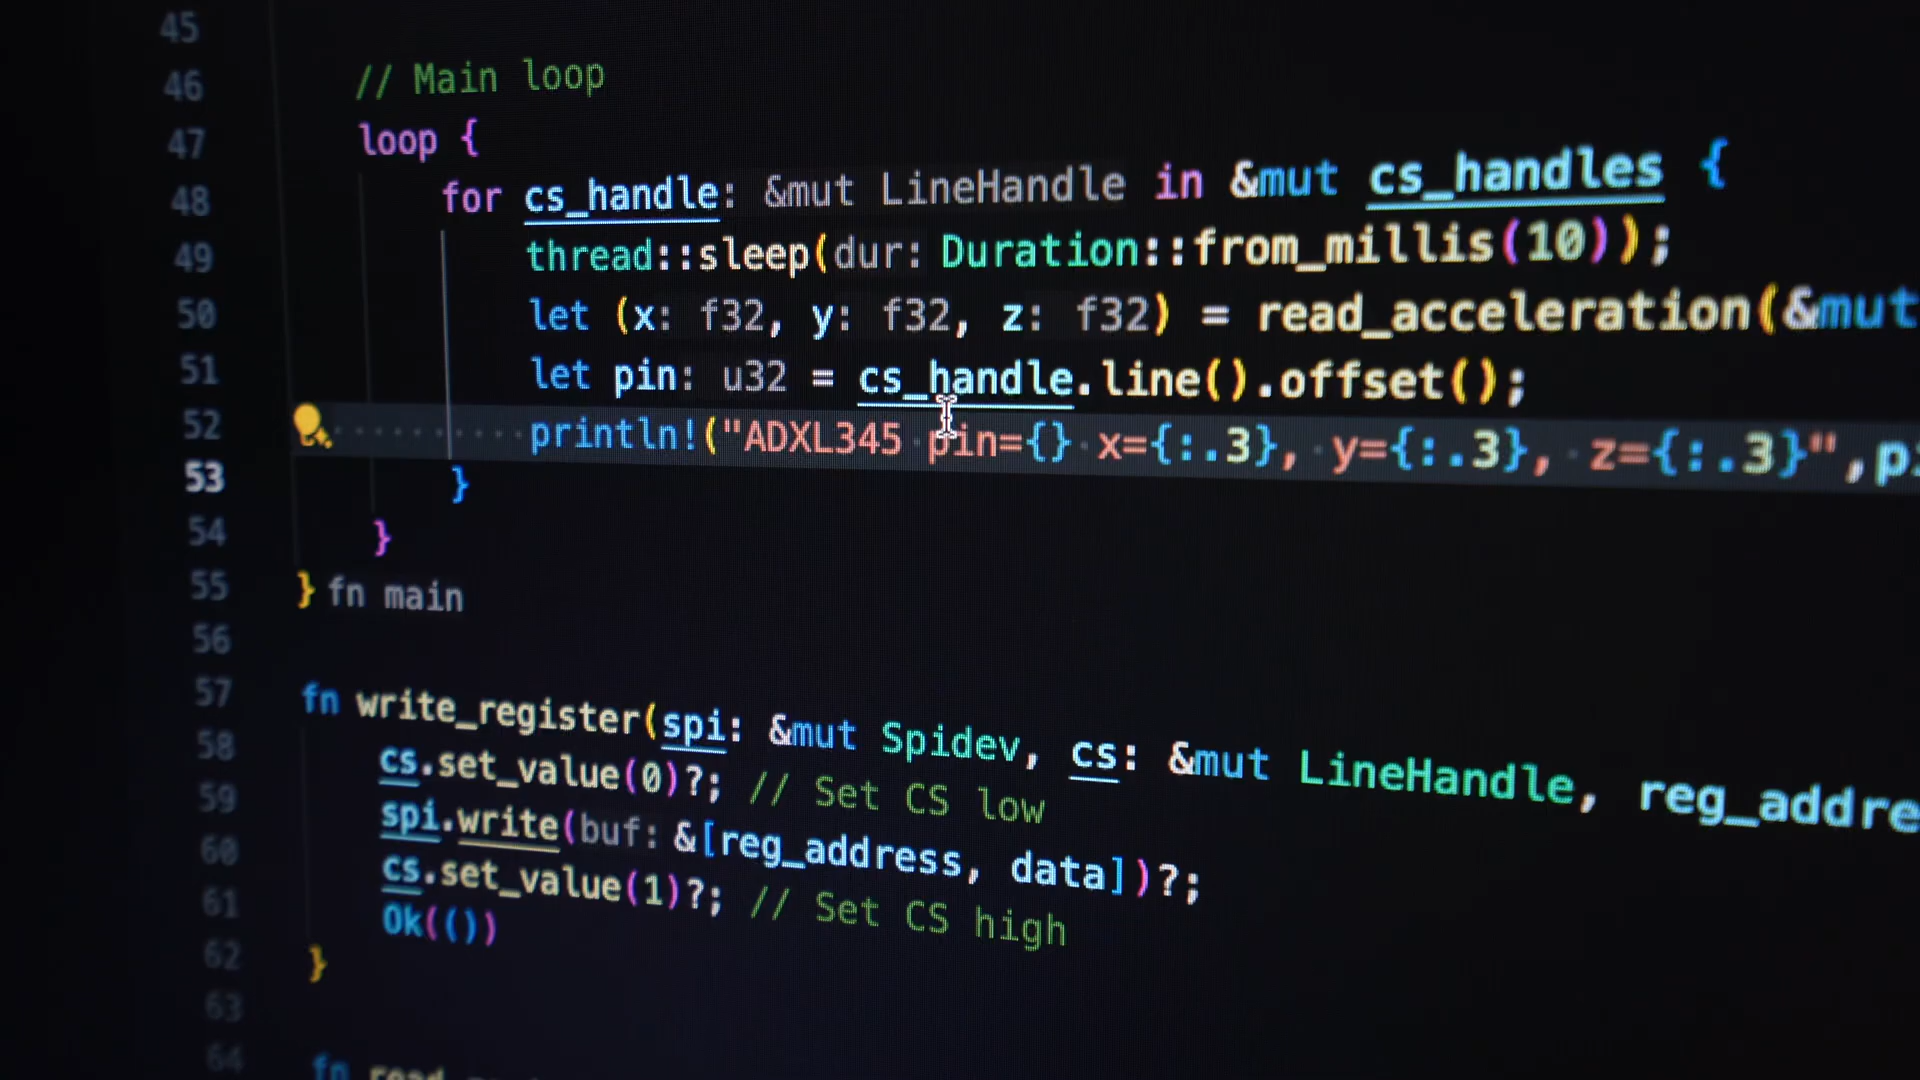 45
46 // Main loop
47 loop {
48 for cs_handle: &mut LineHandle in &mut cs_handles {
49 thread::sleep(dur: Duration::from_millis(10));
50 let (x: f32, y: f32, z: f32) = read_acceleration(&mut
51 let pin: u32 = cs_handle.line().offset();
52 println!("ADXL345 pin={} x={:.3}, y={:.3}, z={:.3}",pi
53 }
54 }
55 } fn main
56
57 fn write_register(spi: &mut Spidev, cs: &mut LineHandle, reg_addre
58 cs.set_value(0)?; // Set CS low
59 spi.write(buf: &[reg_address, data])?;
60 cs.set_value(1)?; // Set CS high
61 Ok(())
62 }
63
64 fn